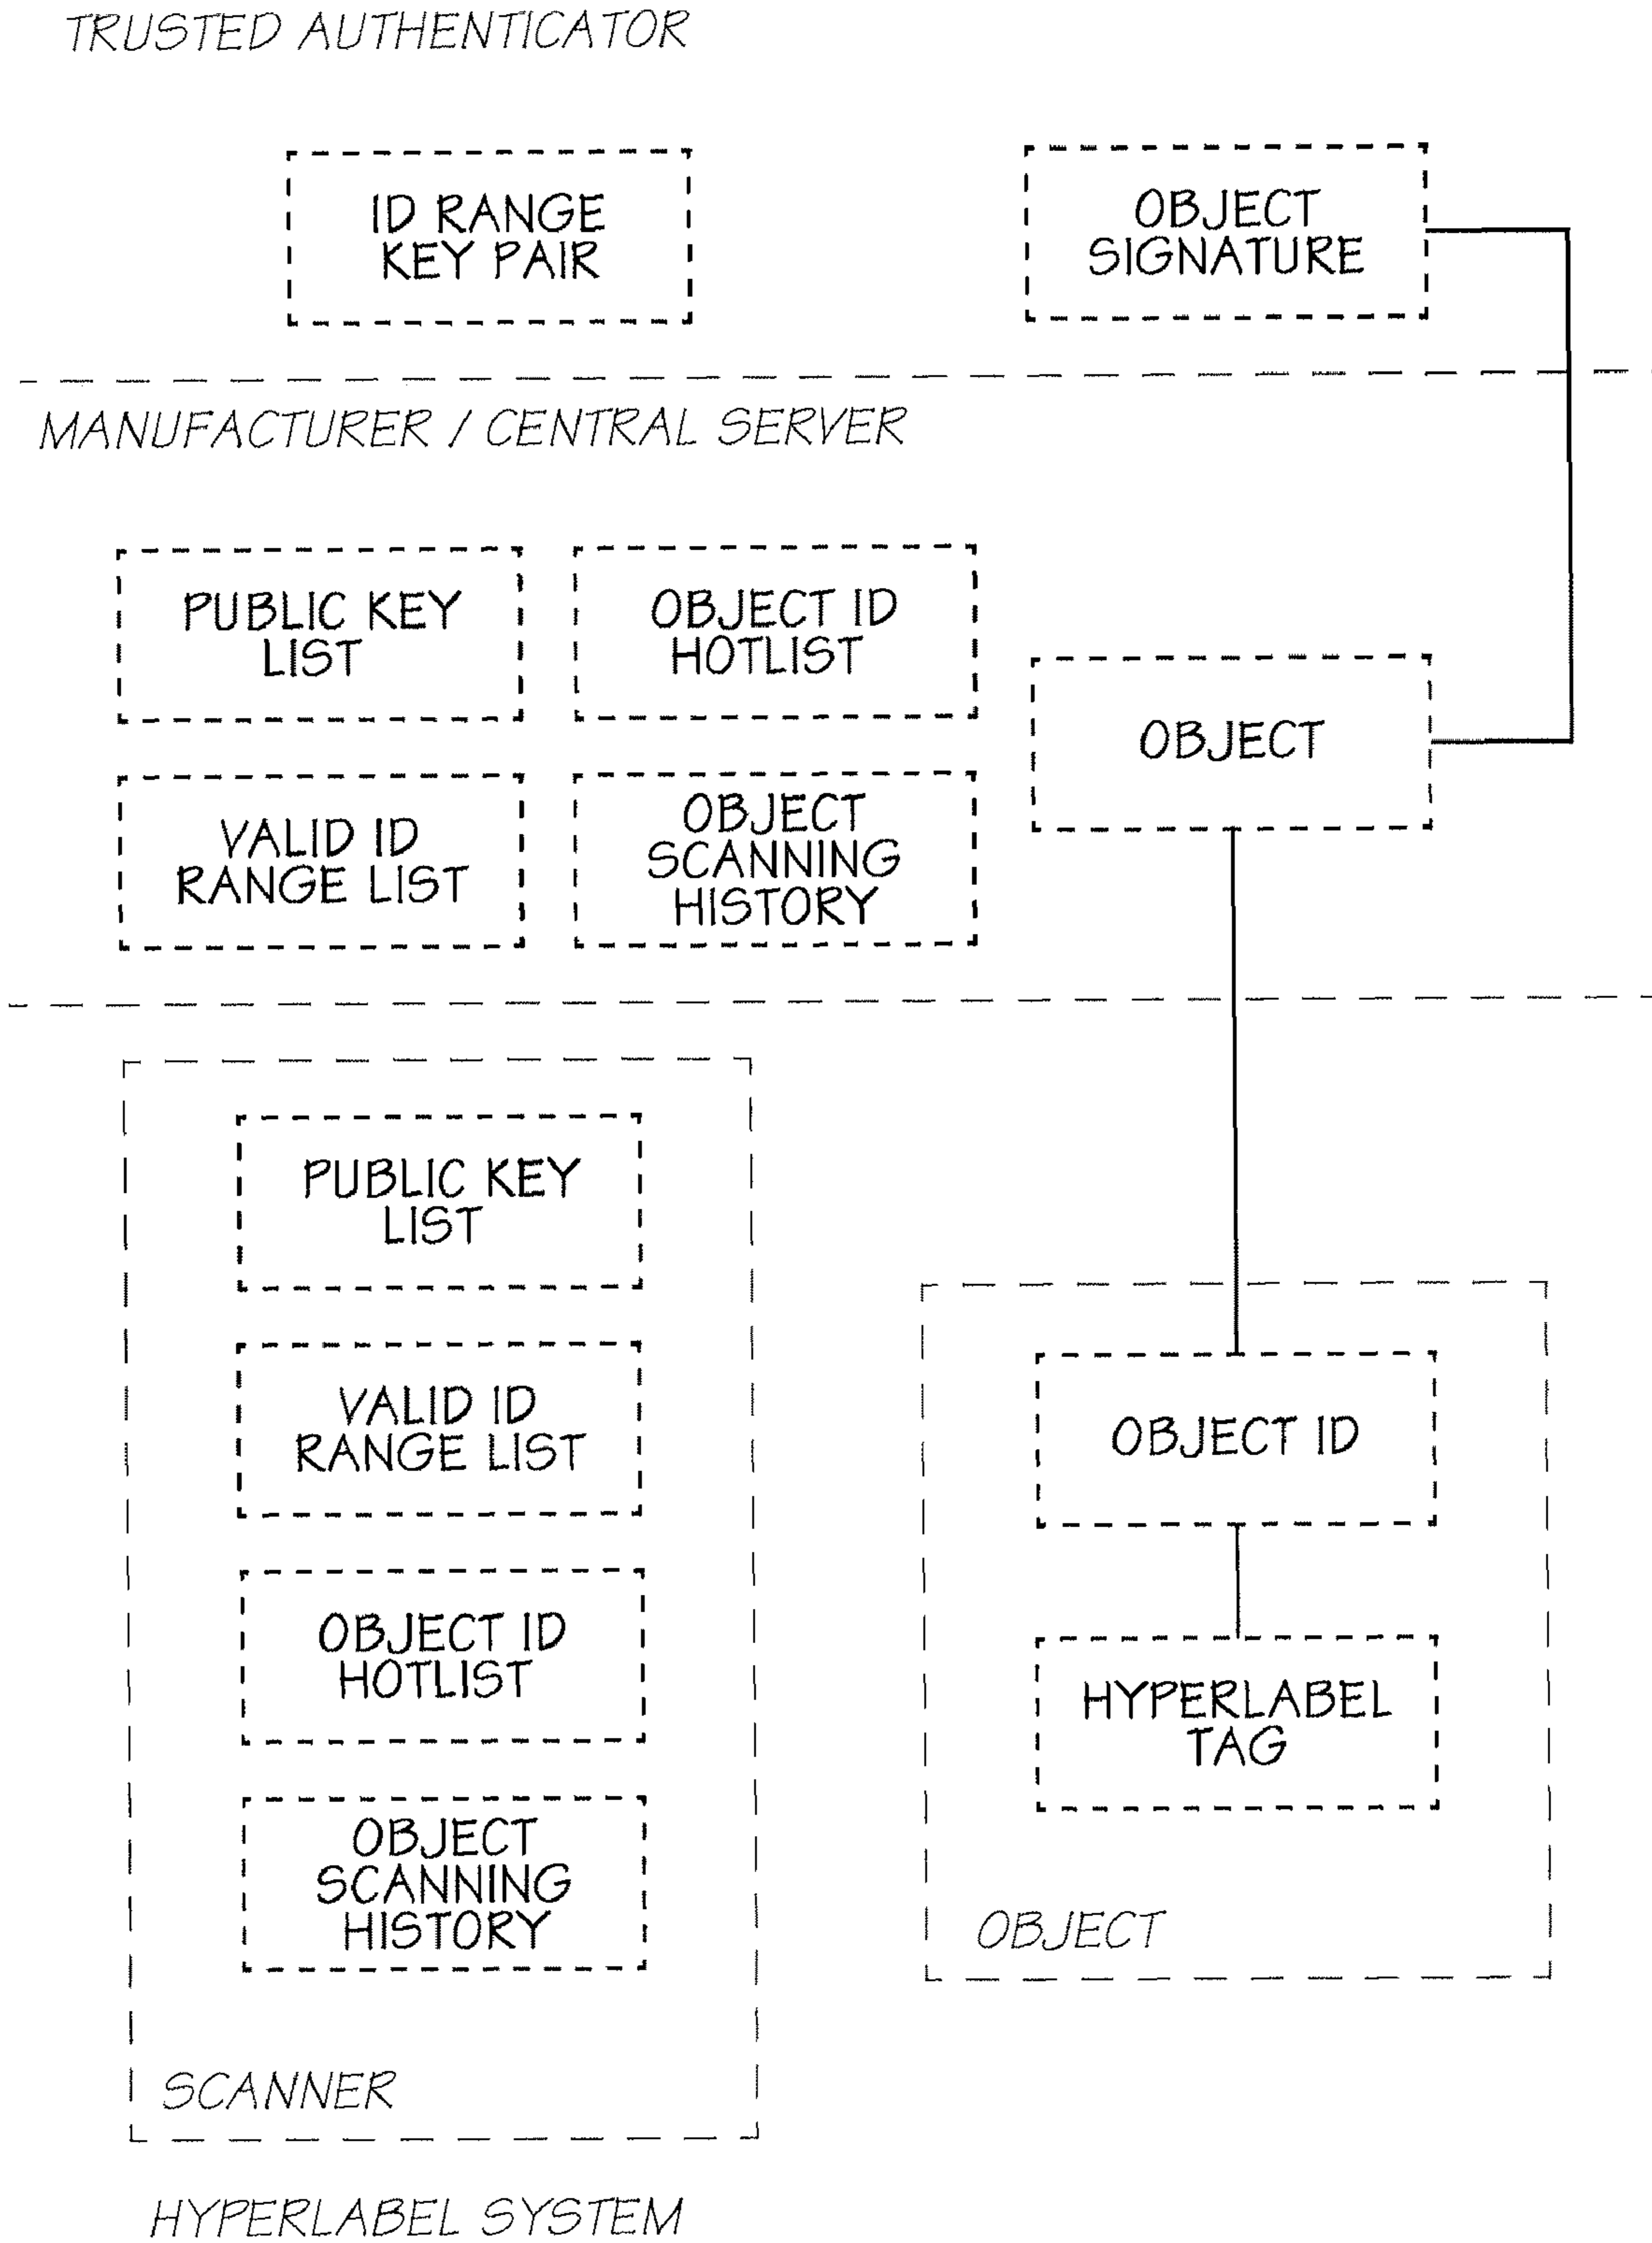 TRUSTED AUTHENTICATOR
ID RANGE
KEY PAIR
OBJECT
SIGNATURE
MANUFACTURER / CENTRAL SERVER
PUBLIC KEY
LIST
OBJECT ID
HOTLIST
OBJECT
VALID ID
RANGE LIST
OBJECT
SCANNING
HISTORY
PUBLIC KEY
LIST
VALID ID
RANGE LIST
OBJECT ID
HOTLIST
OBJECT
SCANNING
HISTORY
SCANNER
OBJECT ID
HYPERLABEL
TAG
OBJECT
HYPERLABEL SYSTEM